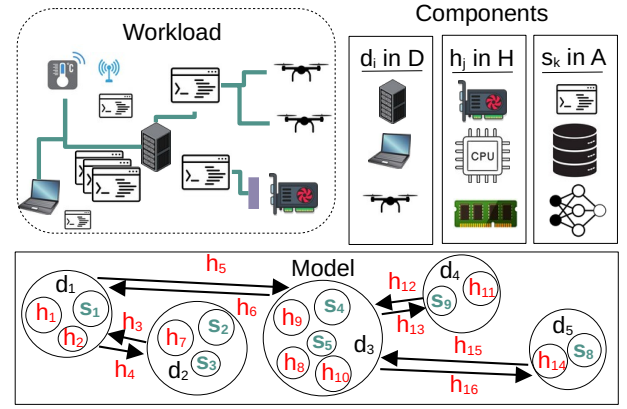 Workload
°C
>_
>_
>_
>_
>_
>_
Components
dᵢ in D
hⱼ in H
sₖ in A
>_
CPU
Model
d₁
h₁
s₁
h₂
h₃
h₄
h₅
h₆
h₇
s₂
s₃
d₂
h₉
s₄
s₅
d₃
h₈
h₁₀
h₁₂
h₁₃
d₄
s₉
h₁₁
h₁₅
h₁₆
d₅
h₁₄
s₈